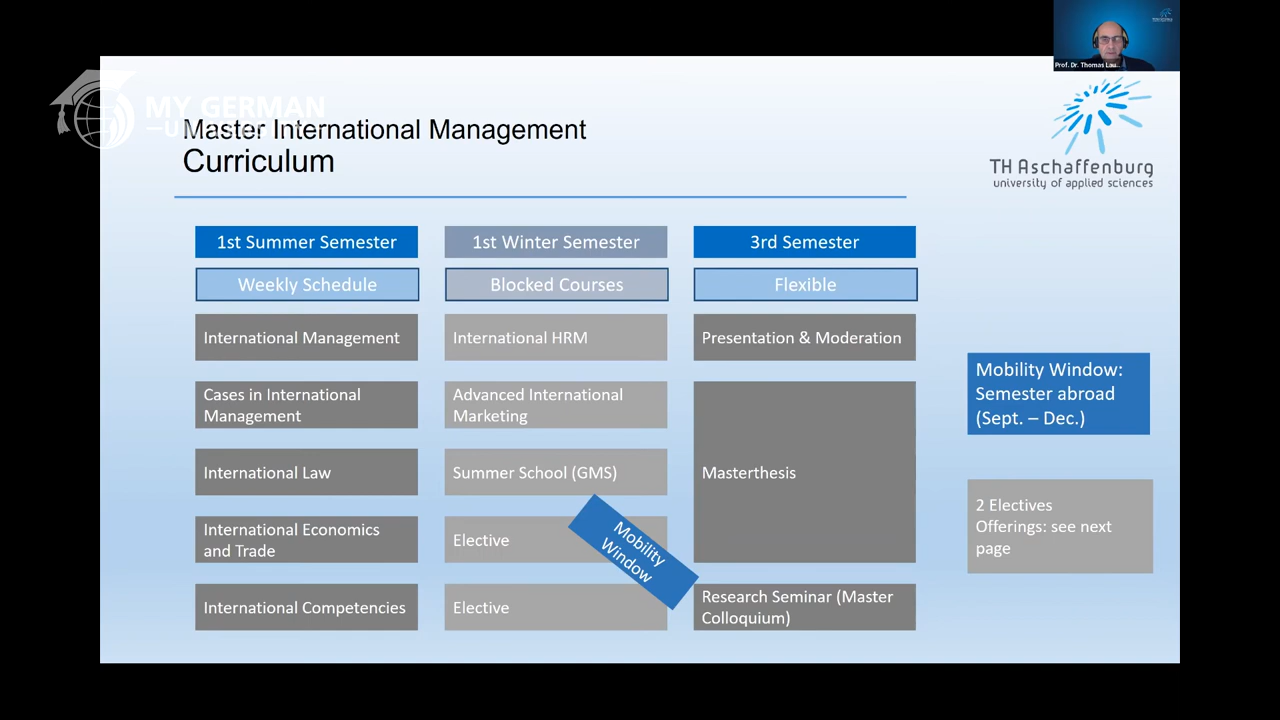 Prof. Dr. Thomas Lau...
MY GERMAN
Master International Management
Curriculum
TH Aschaffenburg
university of applied sciences
1st Summer Semester
1st Winter Semester
3rd Semester
Weekly Schedule
Blocked Courses
Flexible
International Management
International HRM
Presentation & Moderation
Cases in International
Management
Advanced International
Marketing
Masterthesis
International Law
Summer School (GMS)
International Economics
and Trade
Elective
Mobility
Window
International Competencies
Elective
Research Seminar (Master
Colloquium)
Mobility Window:
Semester abroad
(Sept. – Dec.)
2 Electives
Offerings: see next
page